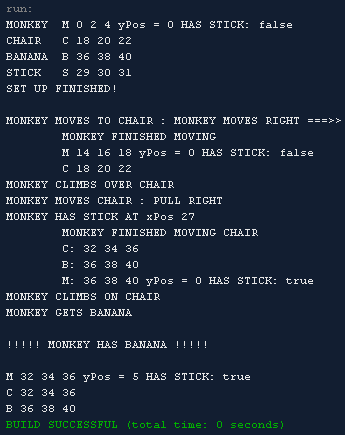 run:
MONKEY  M 0 2 4 yPos = 0 HAS STICK: false
CHAIR   C 18 20 22
BANANA  B 36 38 40
STICK   S 29 30 31
SET UP FINISHED!
MONKEY MOVES TO CHAIR : MONKEY MOVES RIGHT ===>>
MONKEY FINISHED MOVING
M 14 16 18 yPos = 0 HAS STICK: false
C 18 20 22
MONKEY CLIMBS OVER CHAIR
MONKEY MOVES CHAIR : PULL RIGHT
MONKEY HAS STICK AT xPos 27
MONKEY FINISHED MOVING CHAIR
C: 32 34 36
B: 36 38 40
M: 36 38 40 yPos = 0 HAS STICK: true
MONKEY CLIMBS ON CHAIR
MONKEY GETS BANANA
!!!!! MONKEY HAS BANANA !!!!!
M 32 34 36 yPos = 5 HAS STICK: true
C 32 34 36
B 36 38 40
BUILD SUCCESSFUL (total time: 0 seconds)